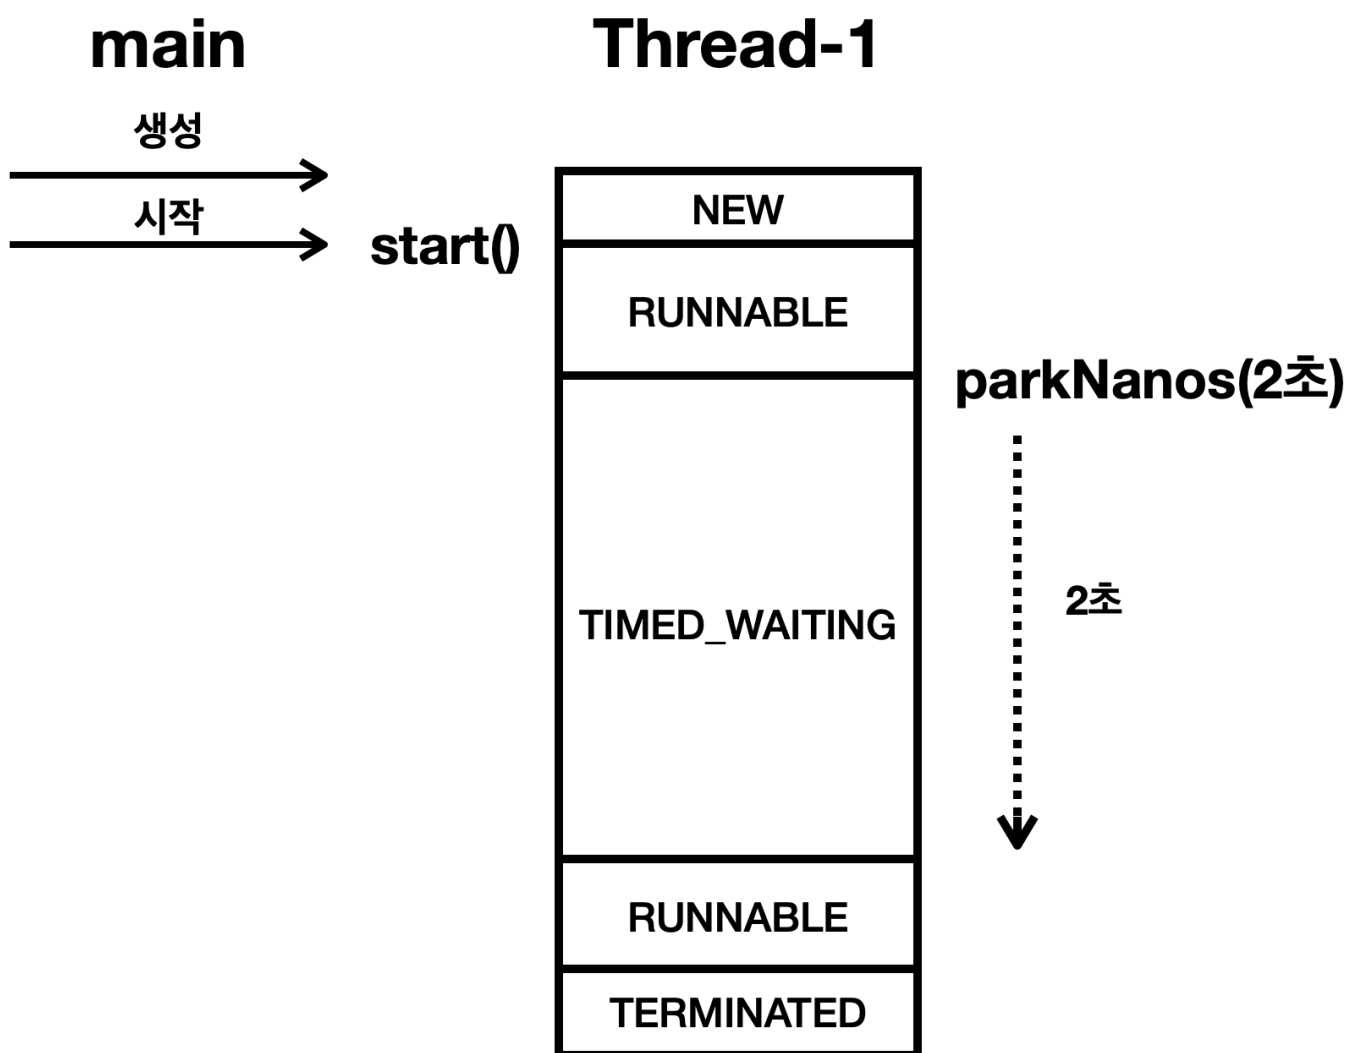 main
Thread-1
생성
시작
start()
NEW
RUNNABLE
parkNanos(2초)
2초
TIMED_WAITING
RUNNABLE
TERMINATED